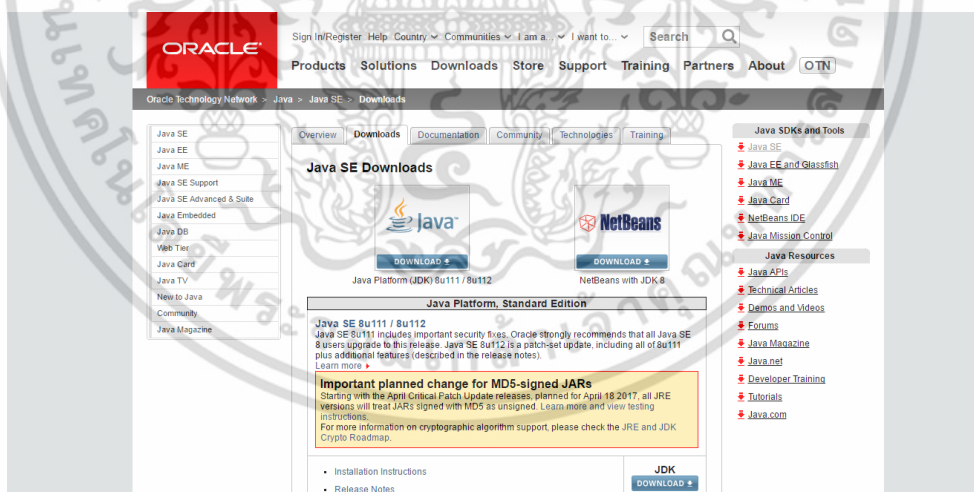 ORACLE
Sign In/Register Help Country Communities I am a... I want to... Search
Products Solutions Downloads Store Support Training Partners About OTN
Oracle Technology Network > Java > Java SE > Downloads
Java SE
Java EE
Java ME
Java SE Support
Java SE Advanced & Suite
Java Embedded
Java DB
Web Tier
Java Card
Java TV
New to Java
Community
Java Magazine
Overview Downloads Documentation Community Technologies Training
Java SE Downloads
Java
NetBeans
DOWNLOAD
DOWNLOAD
Java Platform (JDK) 8u111 / 8u112
NetBeans with JDK 8
Java Platform, Standard Edition
Java SE 8u111 / 8u112
Java SE 8u111 includes important security fixes. Oracle strongly recommends that all Java SE
8 users upgrade to this release. Java SE 8u112 is a patch-set update, including all of 8u111
plus additional features (described in the release notes).
Learn more
Important planned change for MD5-signed JARs
Starting with the April Critical Patch Update releases, planned for April 18 2017, all JRE
versions will treat JARs signed with MD5 as unsigned. Learn more and view testing
instructions.
For more information on cryptographic algorithm support, please check the JRE and JDK
Crypto Roadmap.
Installation Instructions
Release Notes
JDK
DOWNLOAD
Java SDKs and Tools
Java SE
Java EE and Glassfish
Java ME
Java Card
NetBeans IDE
Java Mission Control
Java Resources
Java APIs
Technical Articles
Demos and Videos
Forums
Java Magazine
Java.net
Developer Training
Tutorials
Java.com